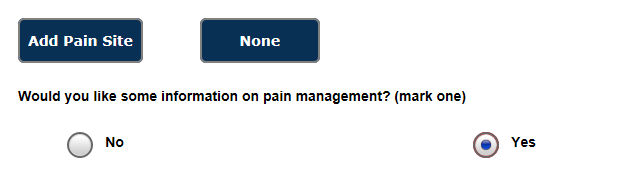 Add Pain Site None
Would you like some information on pain management? (mark one)
No Yes